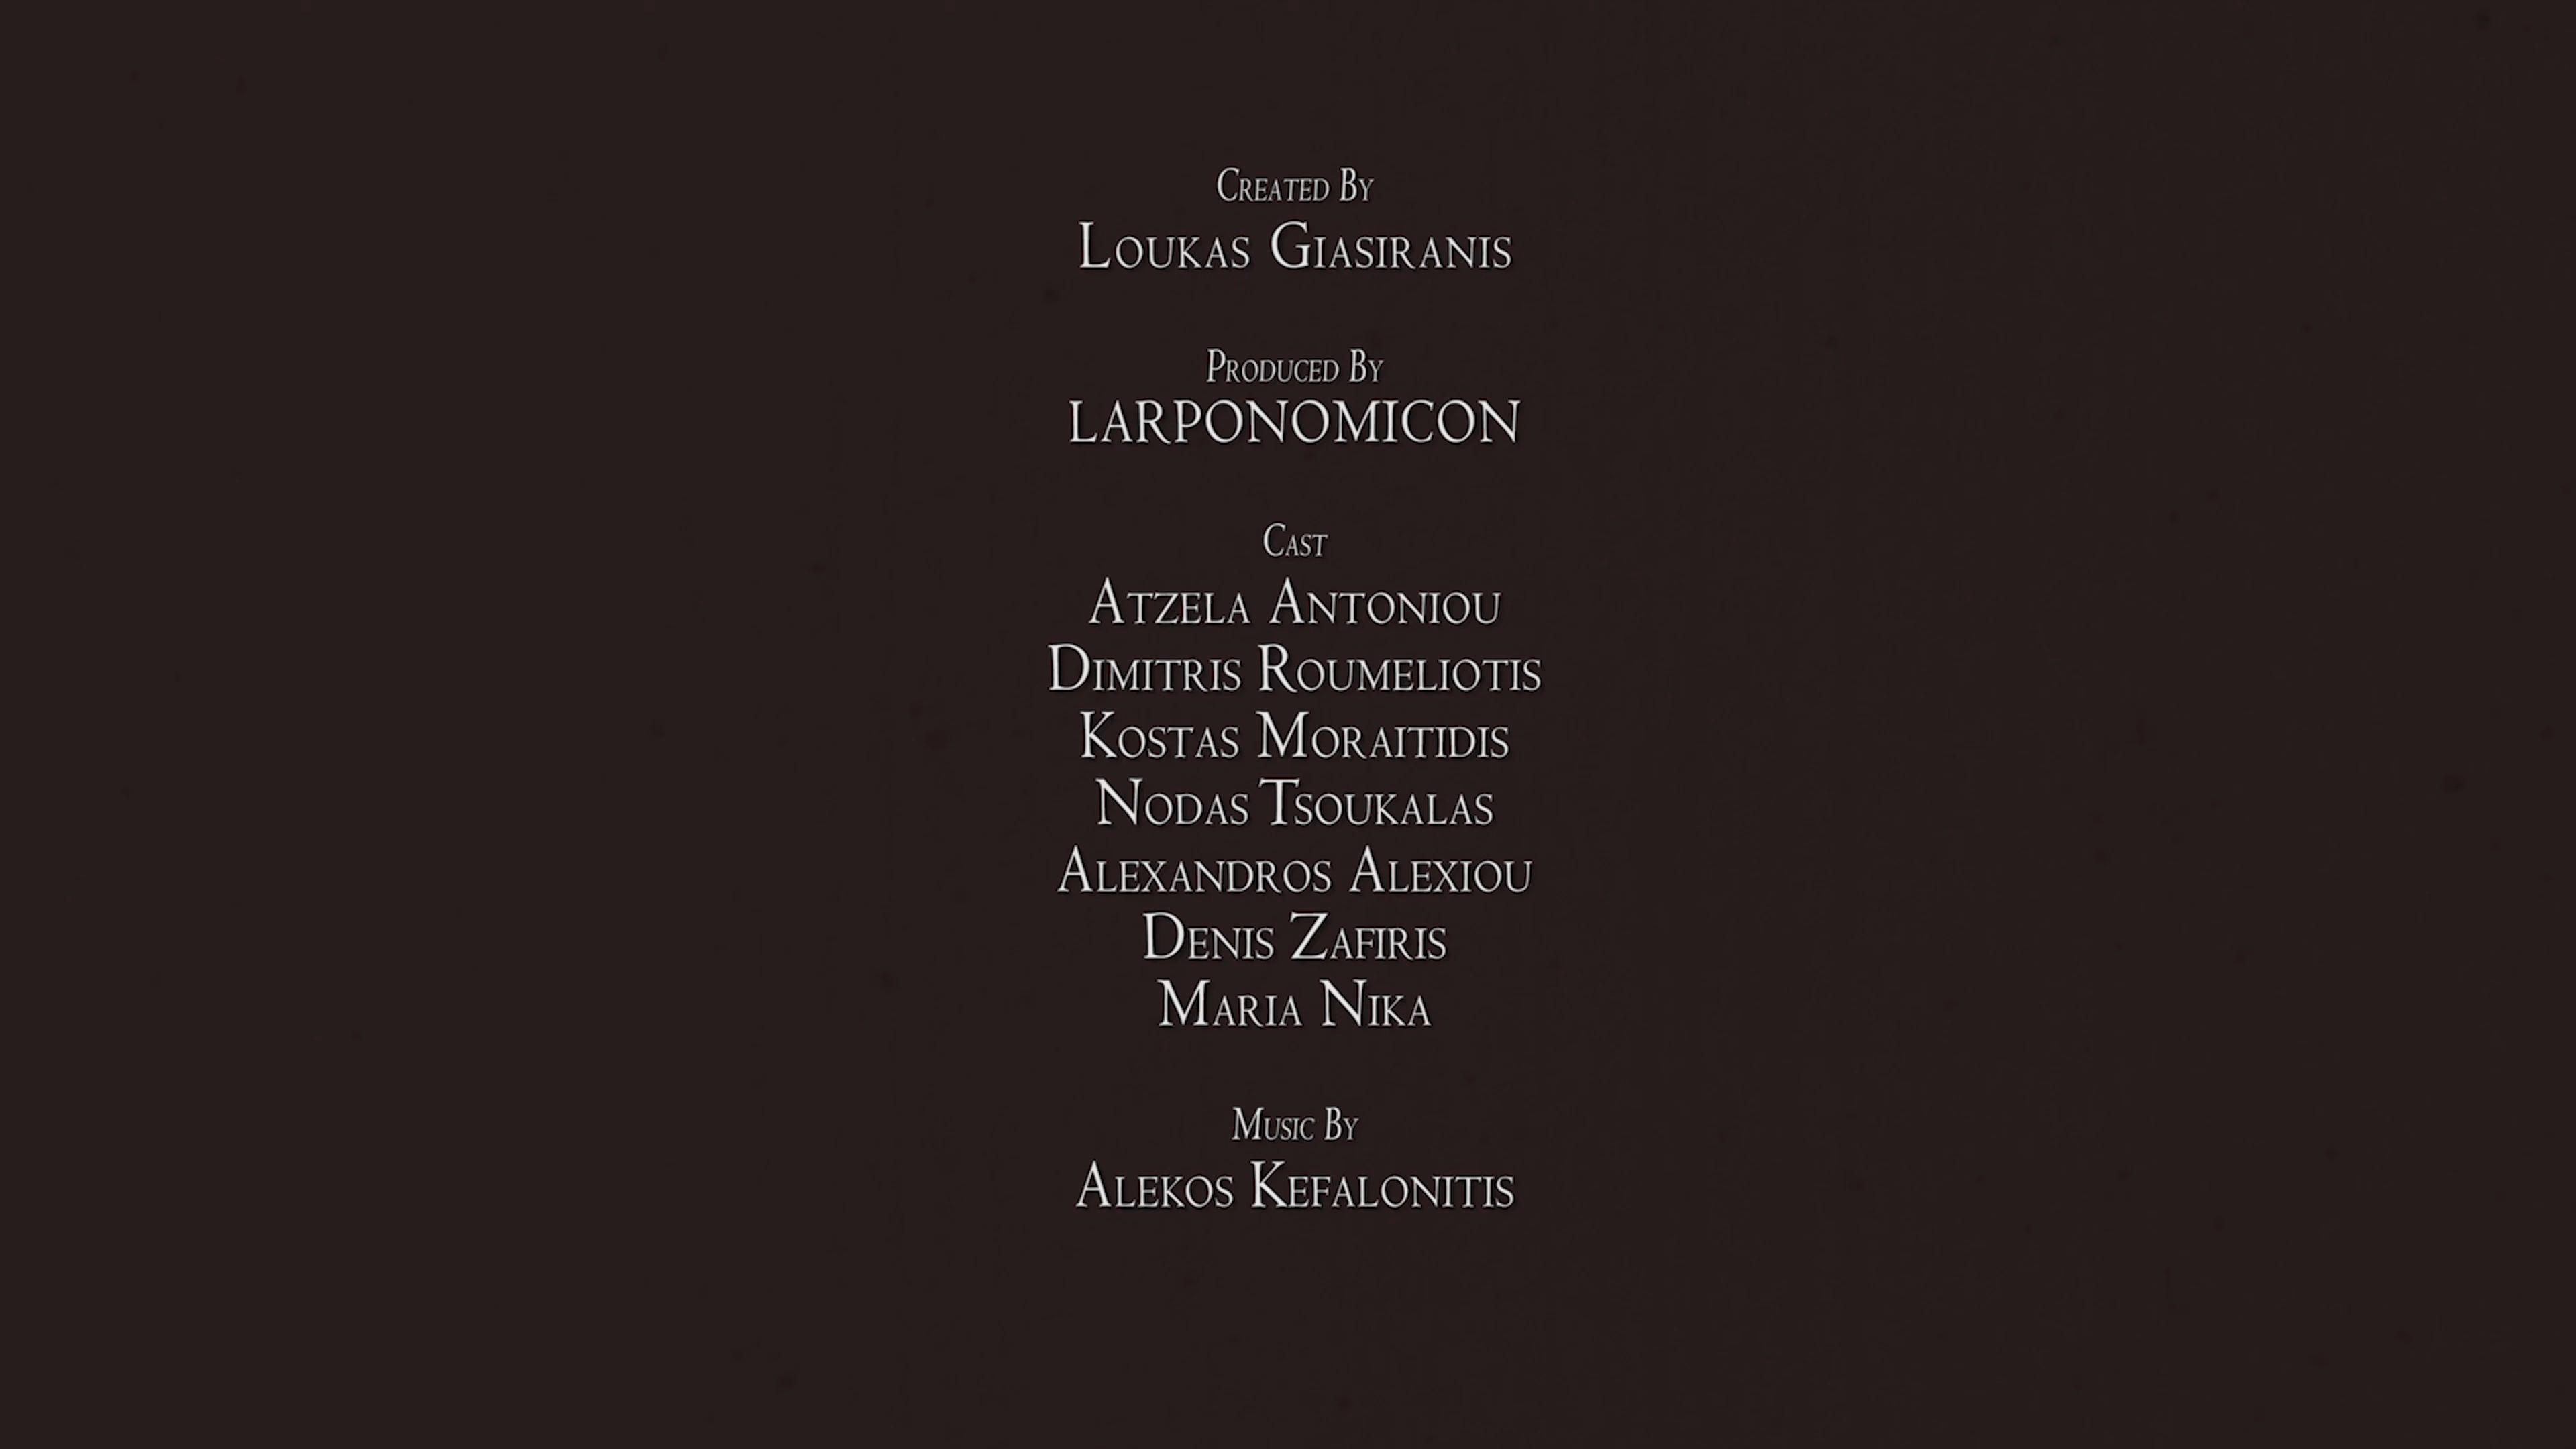 Created By
Loukas Giasiranis
Produced By
LARPONOMICON
Cast
Atzela Antoniou
Dimitris Roumeliotis
Kostas Moraitidis
Nodas Tsoukalas
Alexandros Alexiou
Denis Zafiris
Maria Nika
Music By
Alekos Kefalonitis